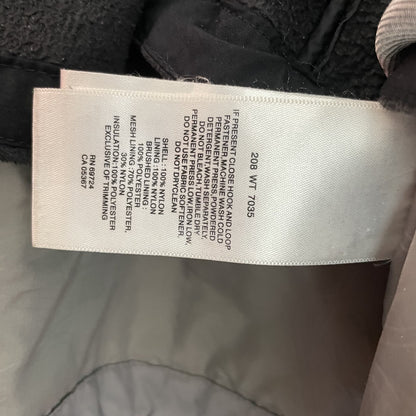 208 WT 7035
IF PRESENT CLOSE HOOK AND LOOP
FASTENER, MACHINE WASH COLD
PERMANENT PRESS, POWDERED
DETERGENT, WASH SEPARATELY,
DO NOT BLEACH, TUMBLE DRY
PERMANENT PRESS LOW, IRON LOW,
DO NOT USE FABRIC SOFTENER,
DO NOT DRYCLEAN
SHELL: 100% NYLON
LINING: 100% NYLON
BRUSHED LINING:
100% POLYESTER
MESH LINING: 70% POLYESTER,
30% NYLON
INSULATION: 100% POLYESTER
EXCLUSIVE OF TRIMMING
RN 69724
CA 05367